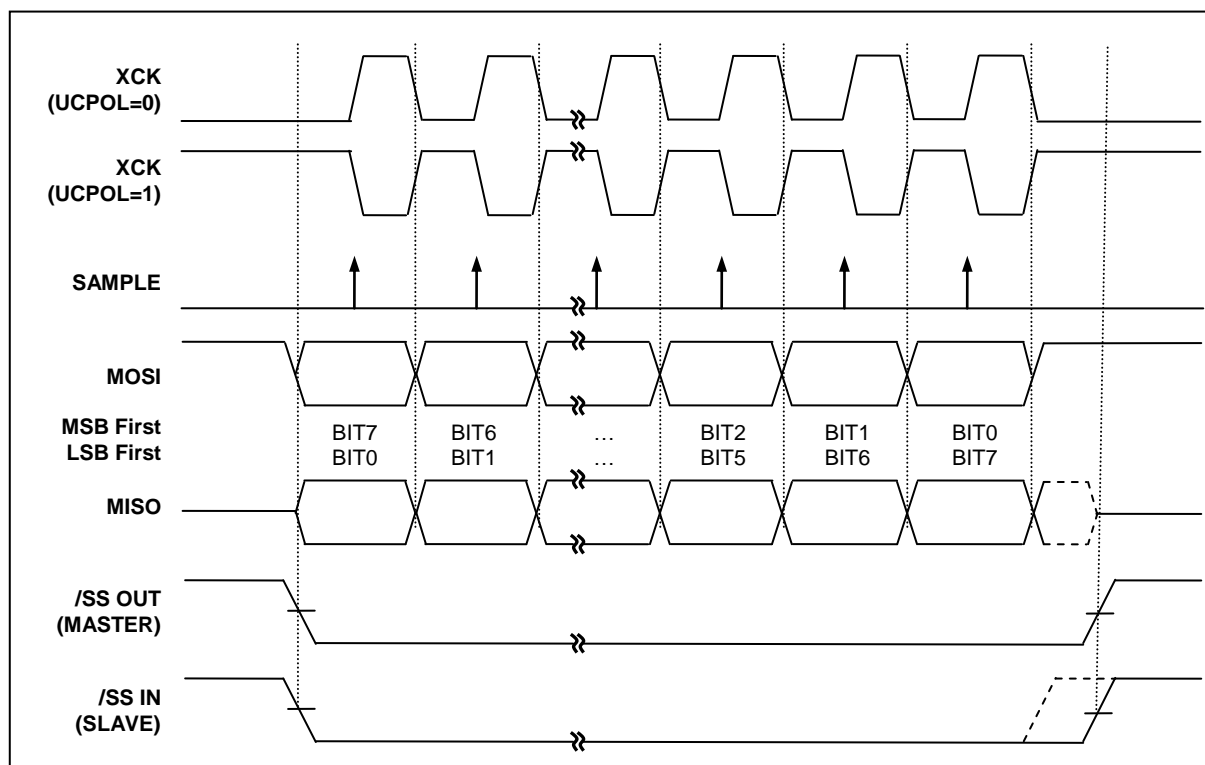 XCK
(UCPOL=0)
XCK
(UCPOL=1)
SAMPLE
MOSI
MSB First
LSB First
BIT7 BIT6 … BIT2 BIT1 BIT0
BIT0 BIT1 … BIT5 BIT6 BIT7
MISO
/SS OUT
(MASTER)
/SS IN
(SLAVE)